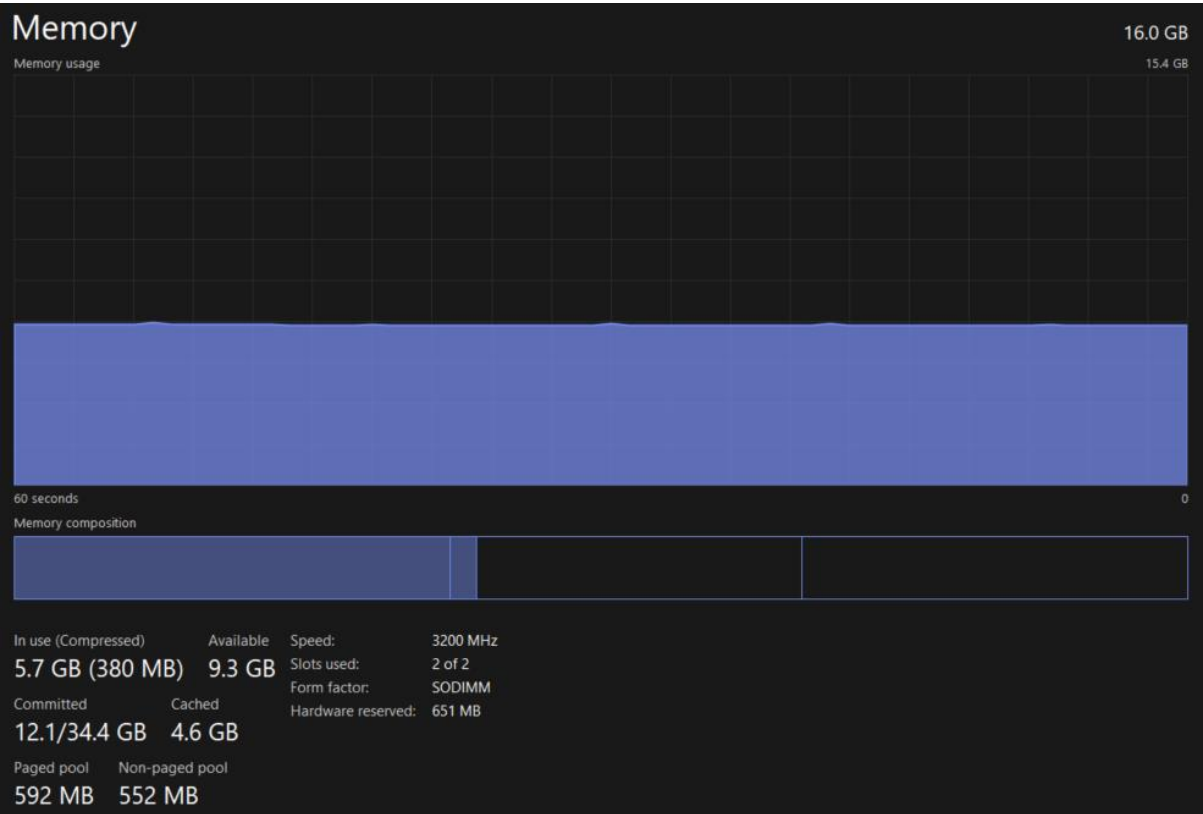 Memory 16.0 GB
Memory usage 15.4 GB
60 seconds 0
Memory composition
In use (Compressed) Available
5.7 GB (380 MB) 9.3 GB
Committed Cached
12.1/34.4 GB 4.6 GB
Paged pool Non-paged pool
592 MB 552 MB
Speed: 3200 MHz
Slots used: 2 of 2
Form factor: SODIMM
Hardware reserved: 651 MB